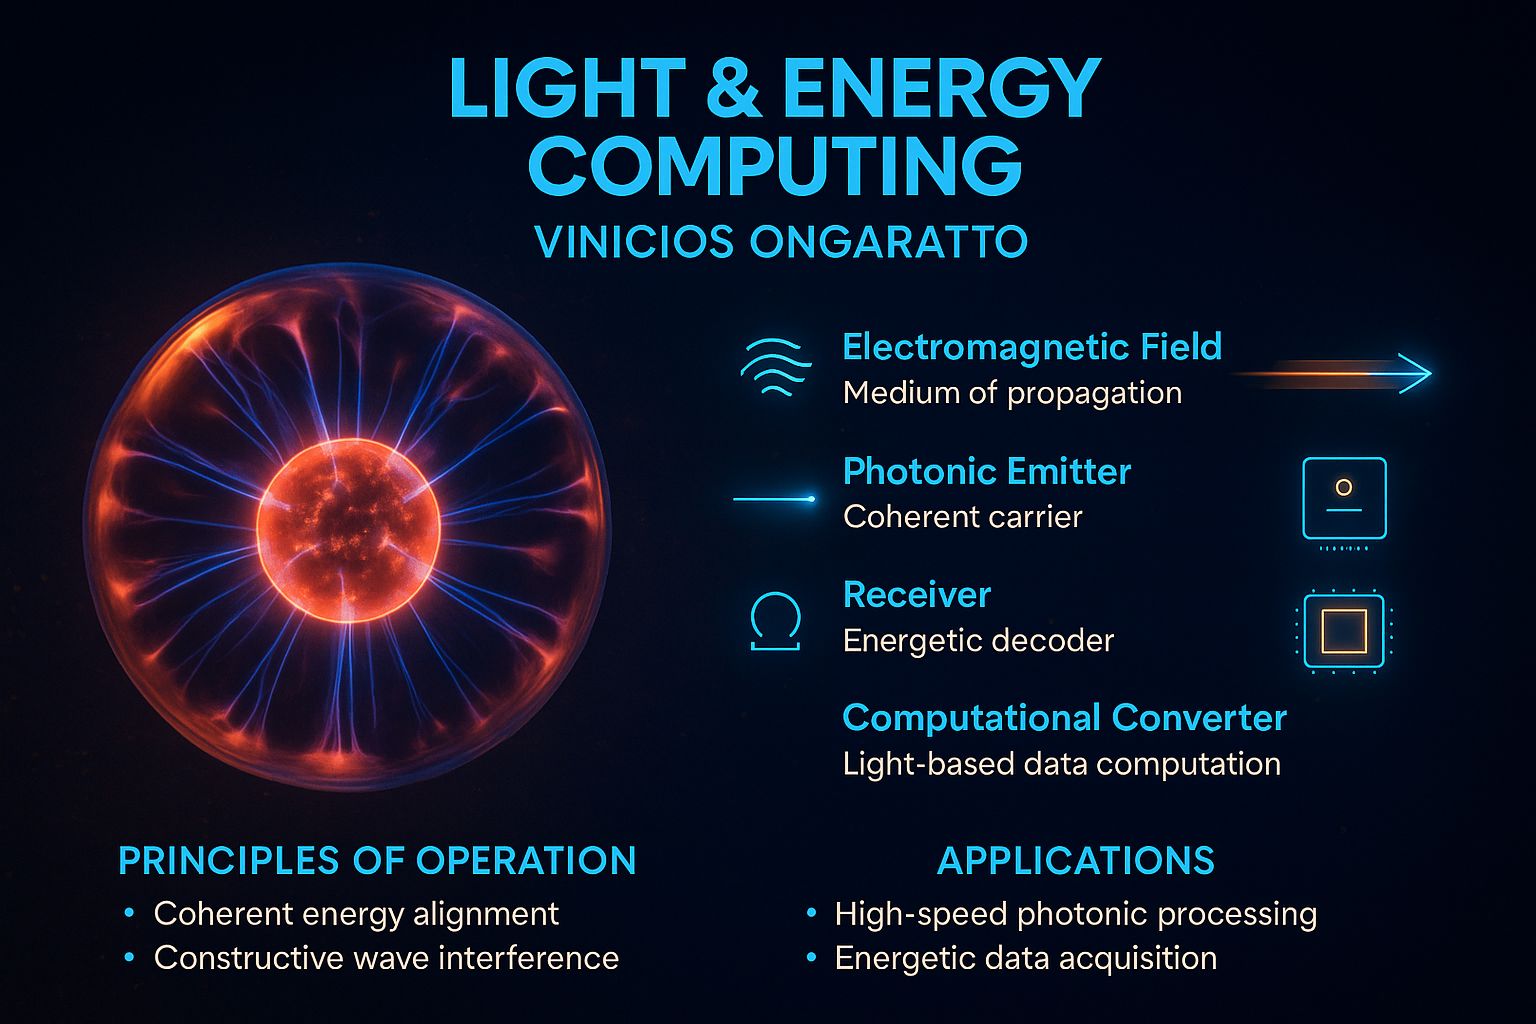 LIGHT & ENERGY
COMPUTING
VINICIOS ONGARATTO
Electromagnetic Field
Medium of propagation
Photonic Emitter
Coherent carrier
Receiver
Energetic decoder
Computational Converter
Light-based data computation
PRINCIPLES OF OPERATION
• Coherent energy alignment
• Constructive wave interference
APPLICATIONS
• High-speed photonic processing
• Energetic data acquisition